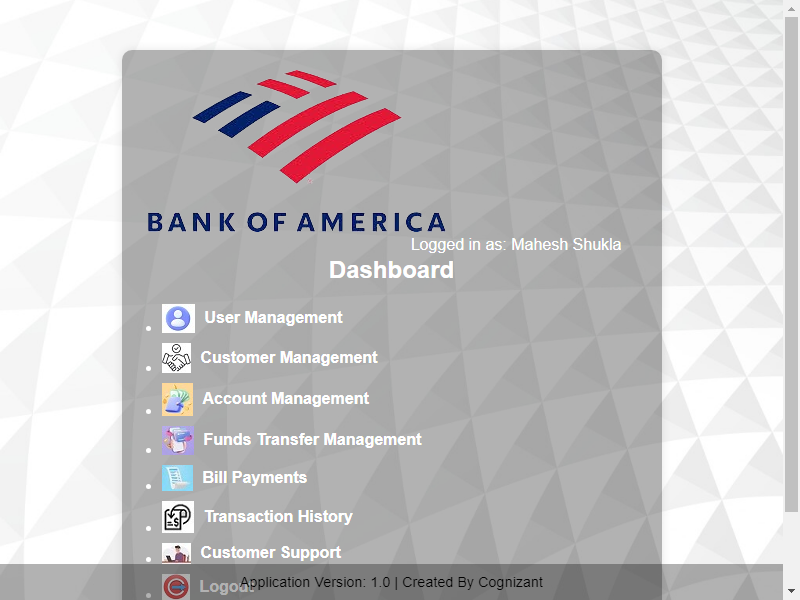 BANK OF AMERICA
Logged in as: Mahesh Shukla
Dashboard
User Management
Customer Management
Account Management
Funds Transfer Management
Bill Payments
Transaction History
Customer Support
Logout
Application Version: 1.0 | Created By Cognizant